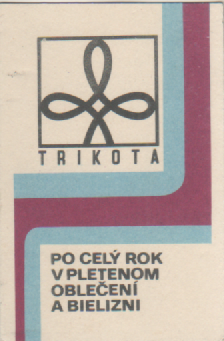 TRIKOTA
PO CELÝ ROK
V PLETENOM
OBLEČENÍ
A BIELIZNI